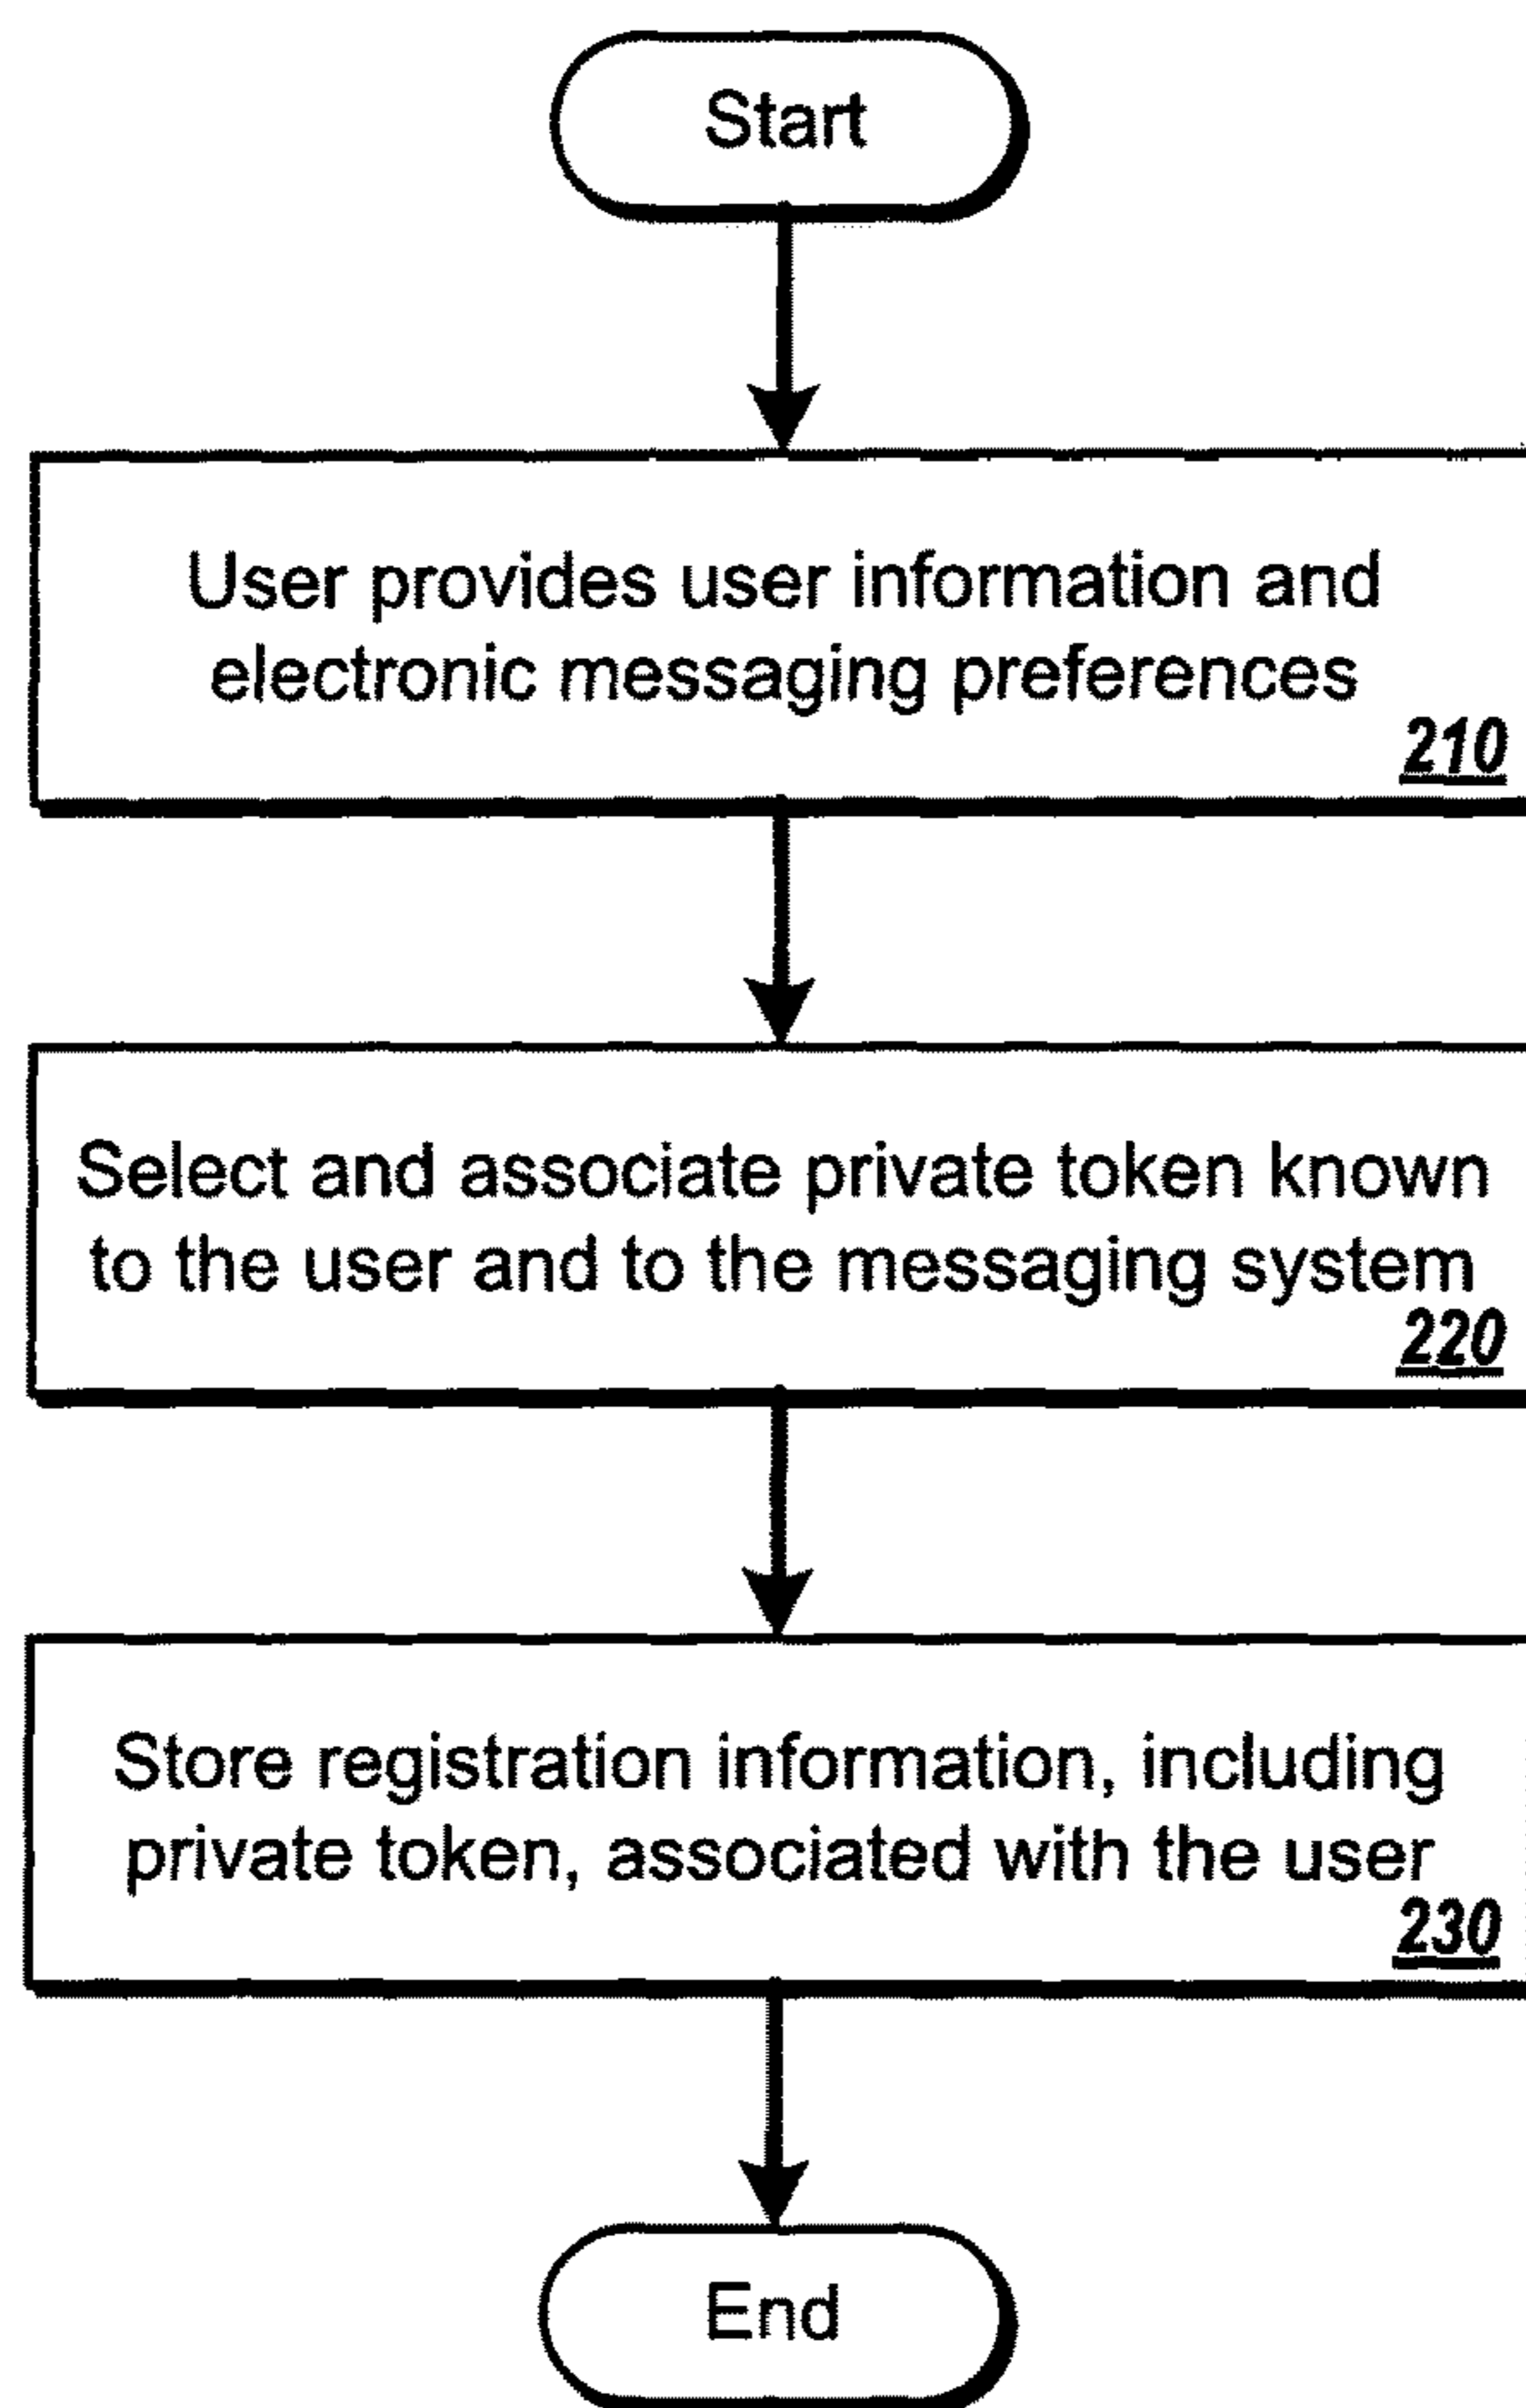 Start
User provides user information and
electronic messaging preferences
210
Select and associate private token known
to the user and to the messaging system
220
Store registration information, including
private token, associated with the user
230
End